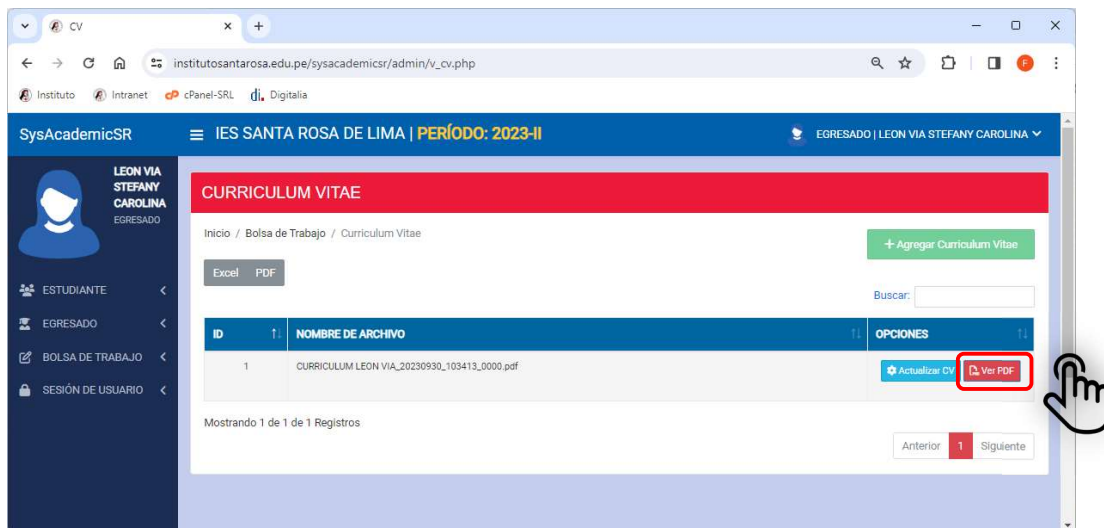 CV
institutosantarosa.edu.pe/sysacademicsr/admin/v_cv.php
F
Instituto Intranet cPanel-SRL Digitalia
SysAcademicSR
IES SANTA ROSA DE LIMA | PERÍODO: 2023-II
EGRESADO | LEON VIA STEFANY CAROLINA
LEON VIA
STEFANY
CAROLINA
EGRESADO
ESTUDIANTE
EGRESADO
BOLSA DE TRABAJO
SESIÓN DE USUARIO
CURRICULUM VITAE
Inicio / Bolsa de Trabajo / Curriculum Vitae
+ Agregar Curriculum Vitae
Excel PDF
Buscar:
ID NOMBRE DE ARCHIVO OPCIONES
1 CURRICULUM LEON VIA_20230930_103413_0000.pdf Actualizar CV Ver PDF
Mostrando 1 de 1 de 1 Registros
Anterior 1 Siguiente